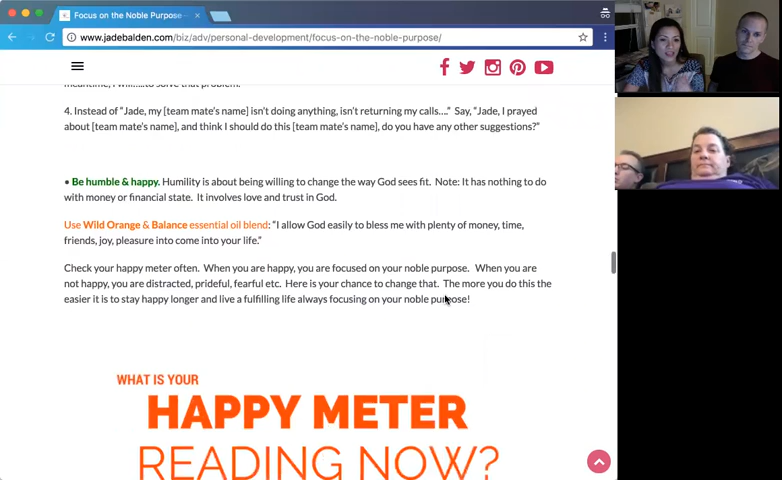 Focus on the Noble Purpose
www.jadebalden.com/biz/adv/personal-development/focus-on-the-noble-purpose/
meantime, I will.....to solve that problem.
4. Instead of “Jade, my [team mate's name] isn't doing anything, isn't returning my calls....” Say, “Jade, I prayed
about [team mate's name], and think I should do this [team mate's name], do you have any other suggestions?”
• Be humble & happy. Humility is about being willing to change the way God sees fit. Note: It has nothing to do
with money or financial state. It involves love and trust in God.
Use Wild Orange & Balance essential oil blend: “I allow God easily to bless me with plenty of money, time,
friends, joy, pleasure into come into your life.”
Check your happy meter often. When you are happy, you are focused on your noble purpose. When you are
not happy, you are distracted, prideful, fearful etc. Here is your chance to change that. The more you do this the
easier it is to stay happy longer and live a fulfilling life always focusing on your noble purpose!
WHAT IS YOUR
HAPPY METER
READING NOW?